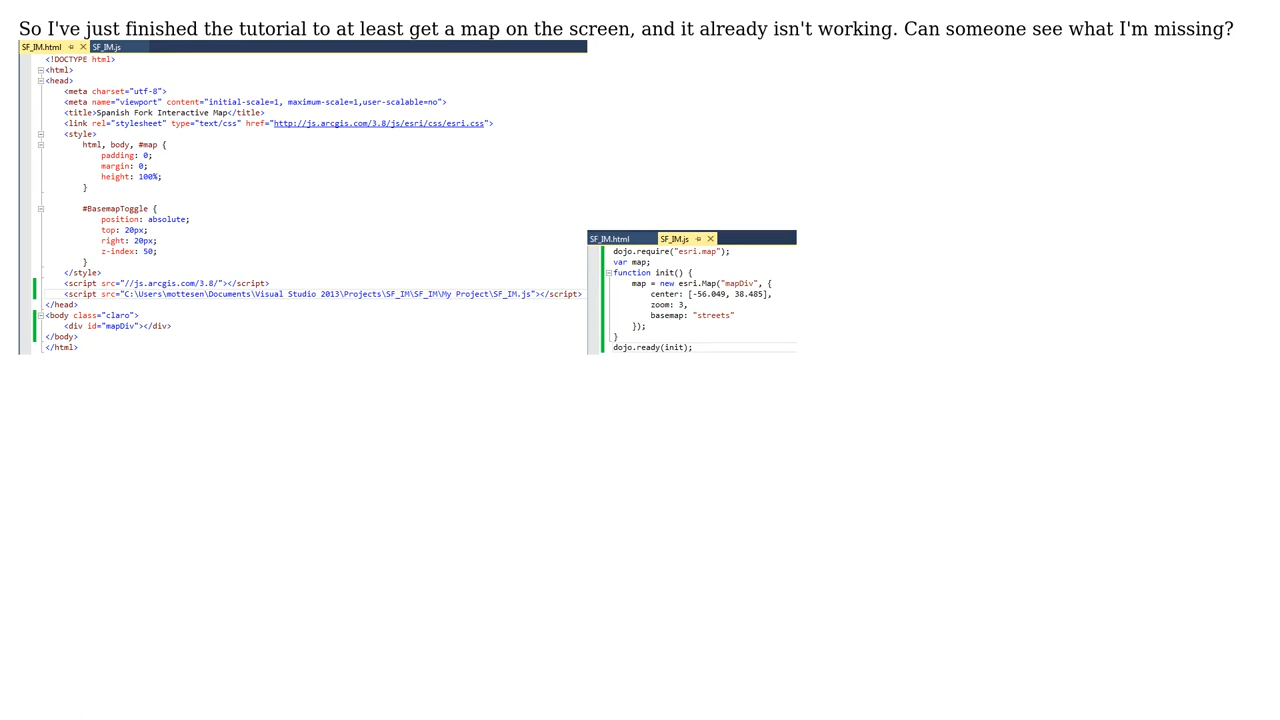 So I've just finished the tutorial to at least get a map on the screen, and it already isn't working. Can someone see what I'm missing?
SF_IM.html SF_IM.js
<!DOCTYPE html>
<html>
<head>
<meta charset="utf-8">
<meta name="viewport" content="initial-scale=1, maximum-scale=1,user-scalable=no">
<title>Spanish Fork Interactive Map</title>
<link rel="stylesheet" type="text/css" href="http://js.arcgis.com/3.8/js/esri/css/esri.css">
<style>
html, body, #map {
padding: 0;
margin: 0;
height: 100%;
}
#BasemapToggle {
position: absolute;
top: 20px;
right: 20px;
z-index: 50;
}
</style>
<script src="//js.arcgis.com/3.8/"></script>
<script src="C:\Users\mottesen\Documents\Visual Studio 2013\Projects\SF_IM\SF_IM\My Project\SF_IM.js"></script>
</head>
<body class="claro">
<div id="mapDiv"></div>
</body>
</html>
SF_IM.html SF_IM.js
dojo.require("esri.map");
var map;
function init() {
map = new esri.Map("mapDiv", {
center: [-56.049, 38.485],
zoom: 3,
basemap: "streets"
});
}
dojo.ready(init);